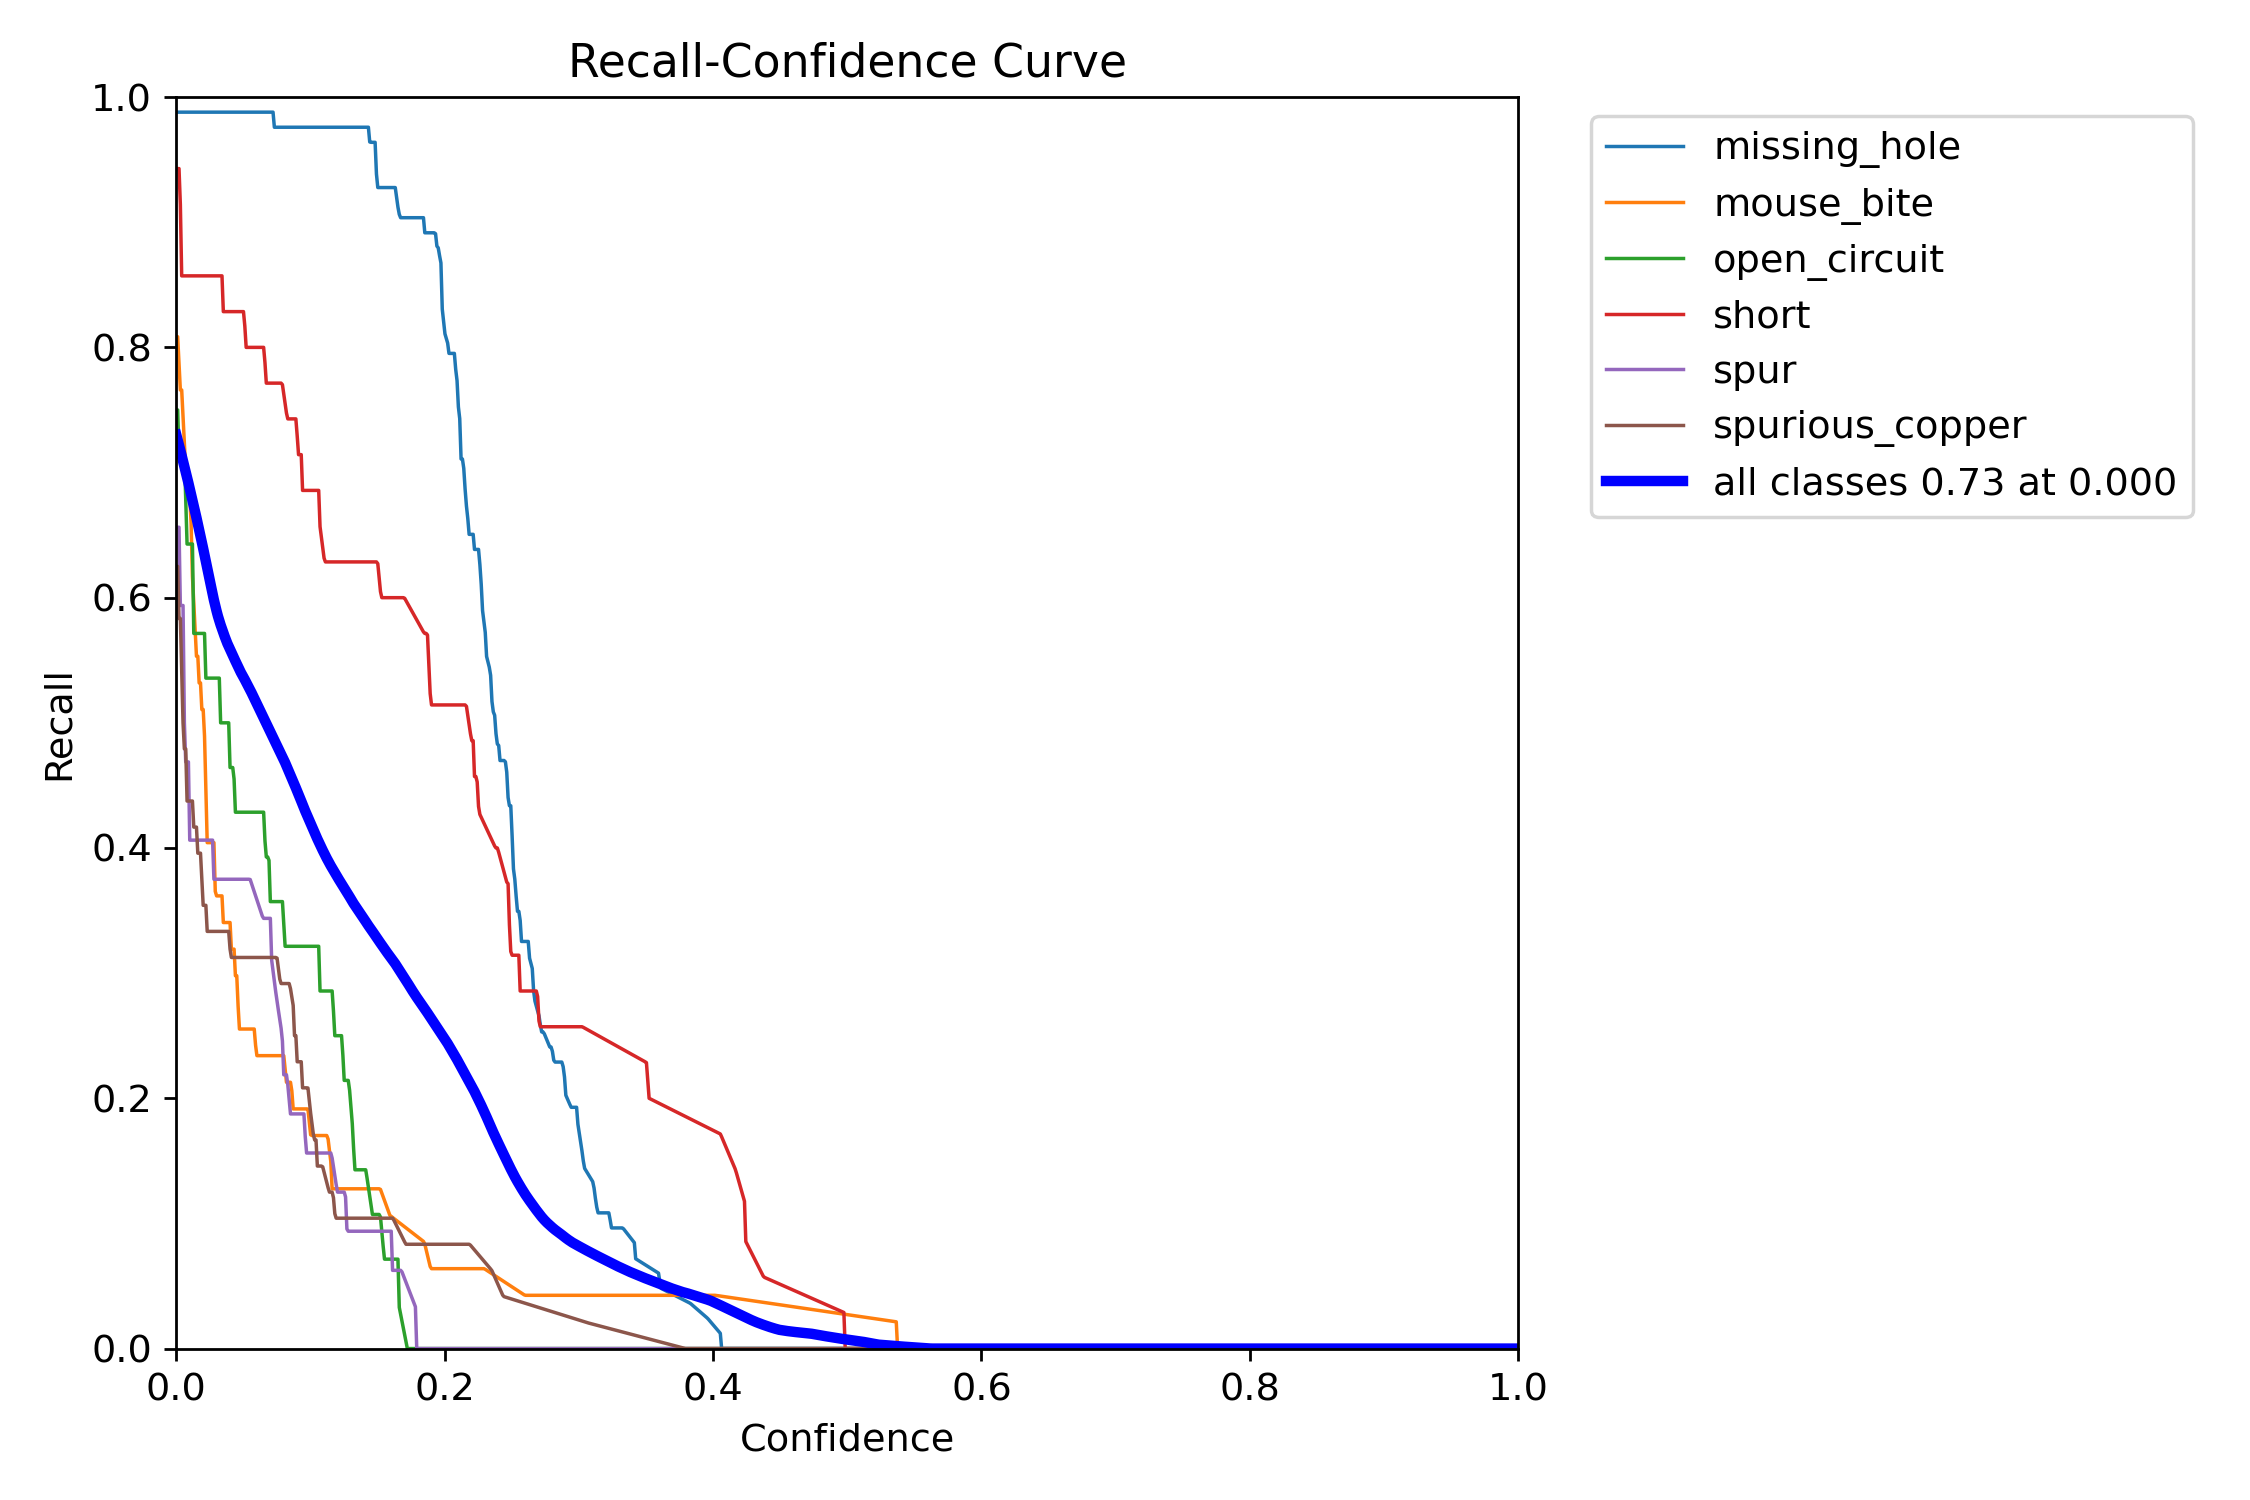 Recall-Confidence Curve
1.0
0.8
0.6
0.4
0.2
0.0
Recall
0.0 0.2 0.4 0.6 0.8 1.0
Confidence
missing_hole
mouse_bite
open_circuit
short
spur
spurious_copper
all classes 0.73 at 0.000